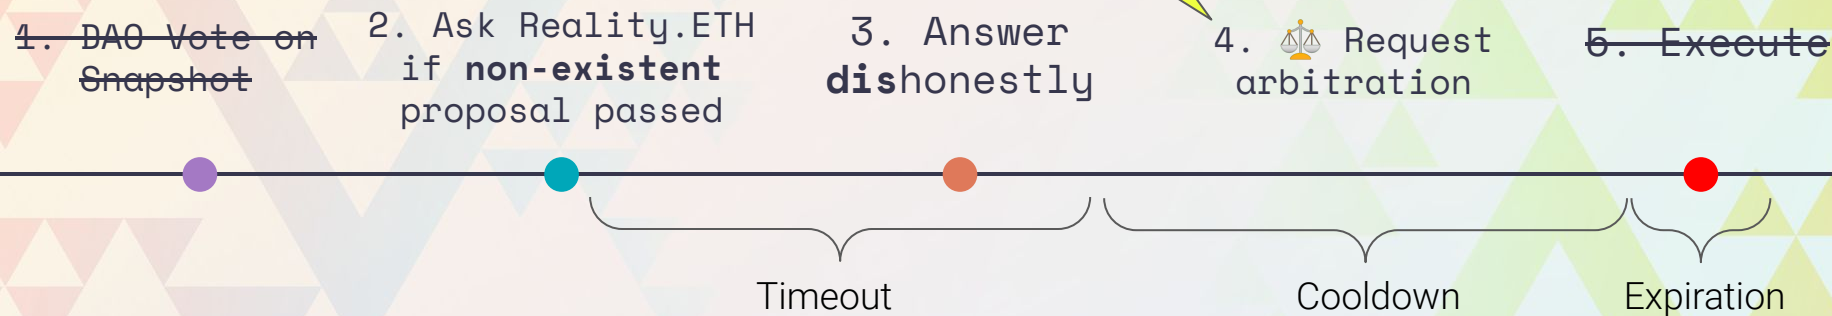 1. DAO Vote on
Snapshot
2. Ask Reality.ETH
if non-existent
proposal passed
3. Answer
dishonestly
4. ⚖️ Request
arbitration
5. Execute
Timeout
Cooldown
Expiration